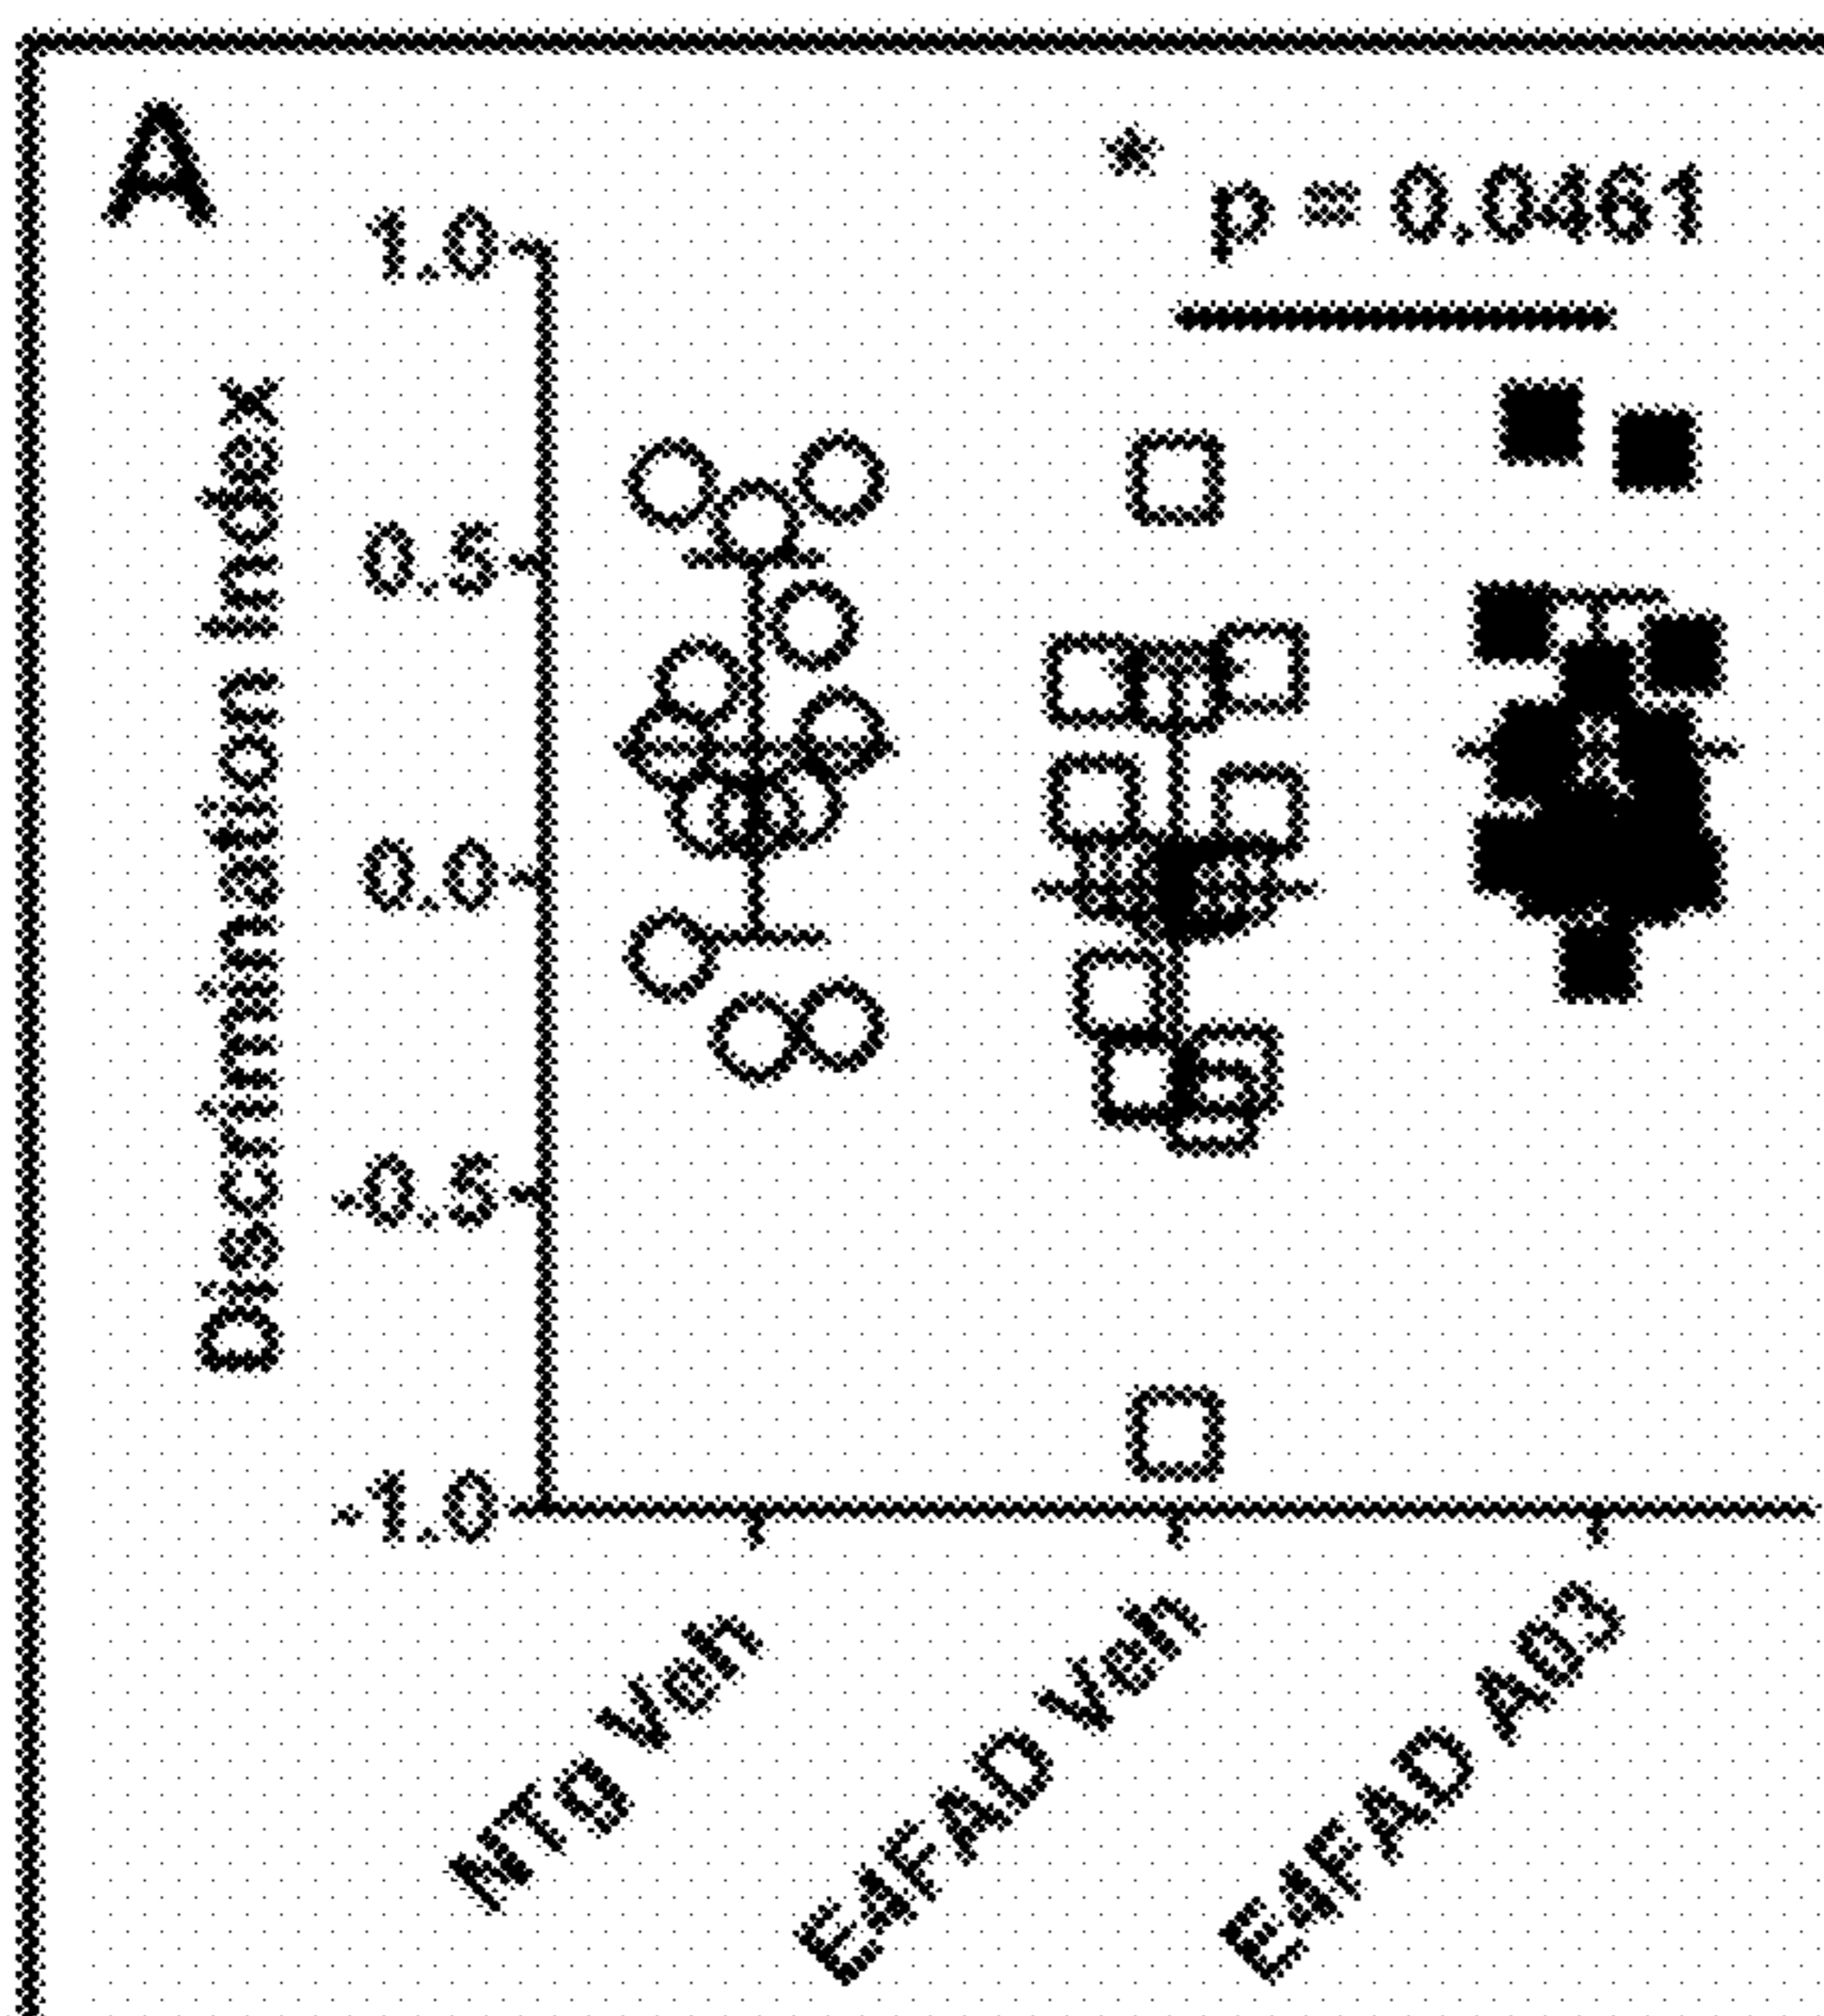 A
*
p = 0.0461
Discrimination Index
1.0
0.5
0.0
-0.5
-1.0
NTg Veh
E4FAD Veh
E4FAD A03